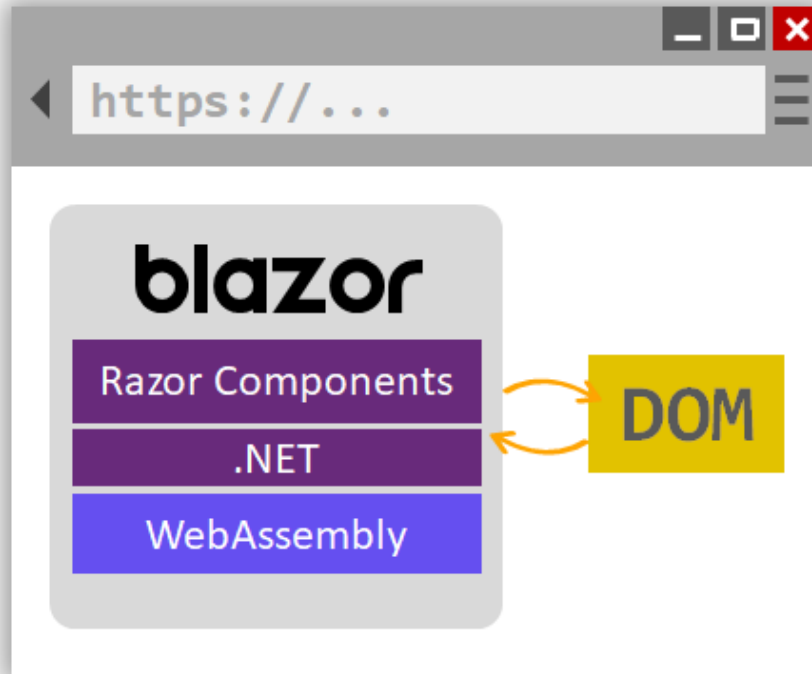 https://...
blazor
Razor Components
.NET
WebAssembly
DOM